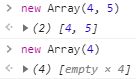 > new Array(4, 5)
< ▸ (2) [4, 5]
> new Array(4)
< ▸ (4) [empty × 4]